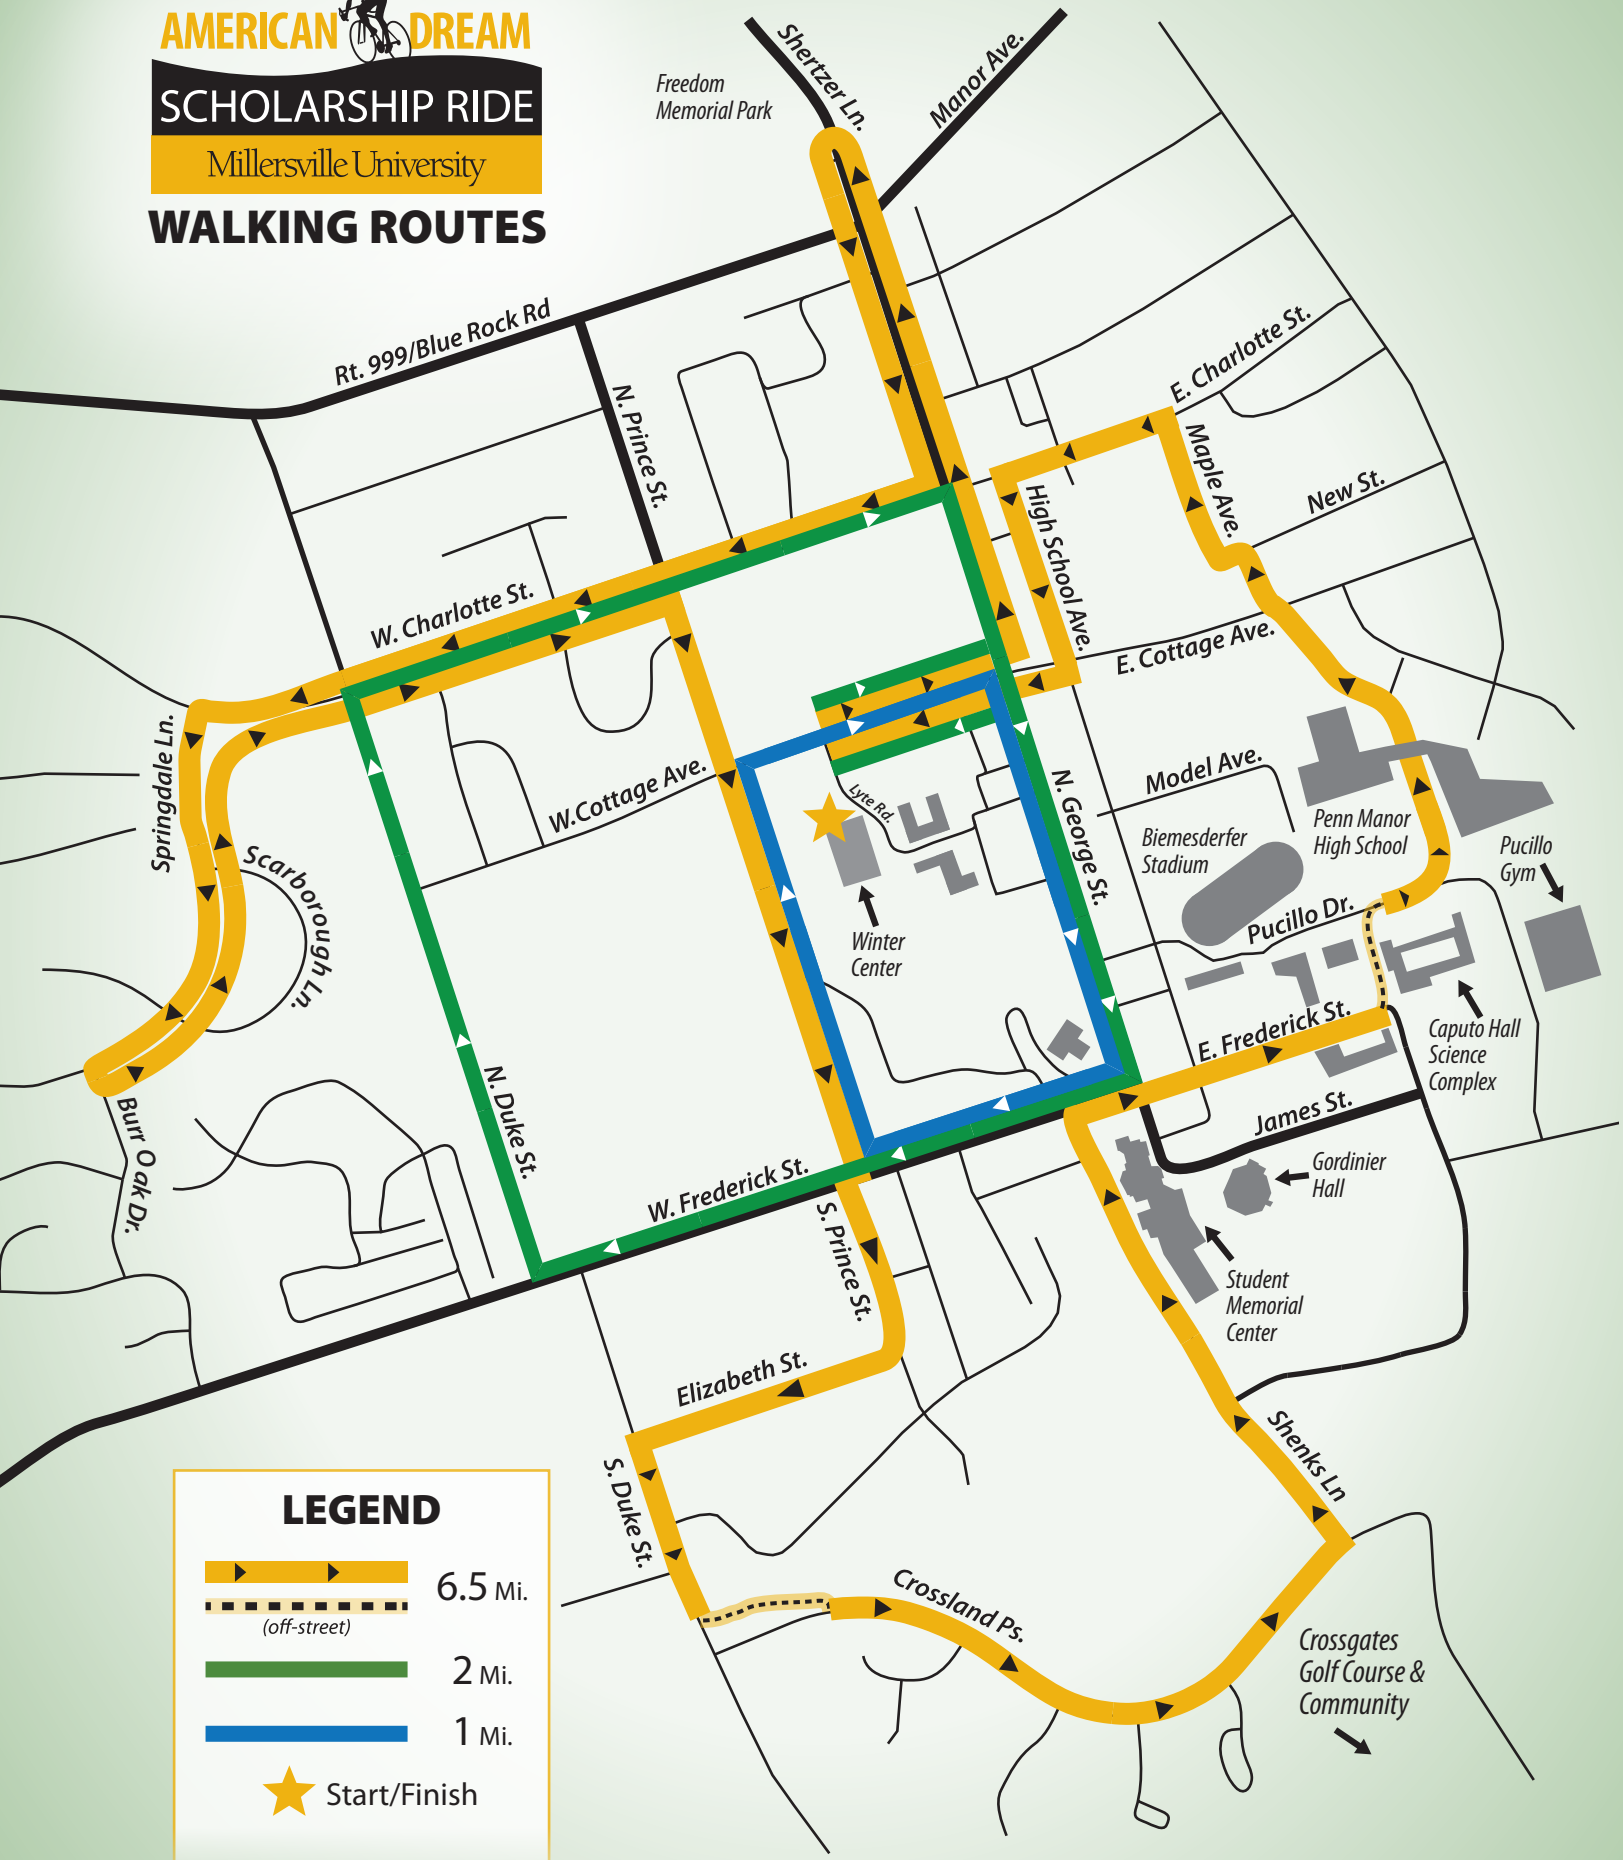 AMERICAN DREAM
SCHOLARSHIP RIDE
Millersville University
WALKING ROUTES
Freedom
Memorial Park
Shertzer Ln.
Manor Ave.
Rt. 999/Blue Rock Rd
N. Prince St.
E. Charlotte St.
Maple Ave.
New St.
High School Ave.
W. Charlotte St.
E. Cottage Ave.
Springdale Ln.
W.Cottage Ave.
Lyte Rd.
N. George St.
Model Ave.
Biemesderfer
Stadium
Penn Manor
High School
Pucillo
Gym
Scarborough Ln.
Winter
Center
Pucillo Dr.
E. Frederick St.
Caputo Hall
Science
Complex
Burr Oak Dr.
N. Duke St.
James St.
Gordinier
Hall
W. Frederick St.
S. Prince St.
Student
Memorial
Center
Elizabeth St.
Shenks Ln
S. Duke St.
Crossland Ps.
Crossgates
Golf Course &
Community
LEGEND
6.5 Mi.
(off-street)
2 Mi.
1 Mi.
Start/Finish